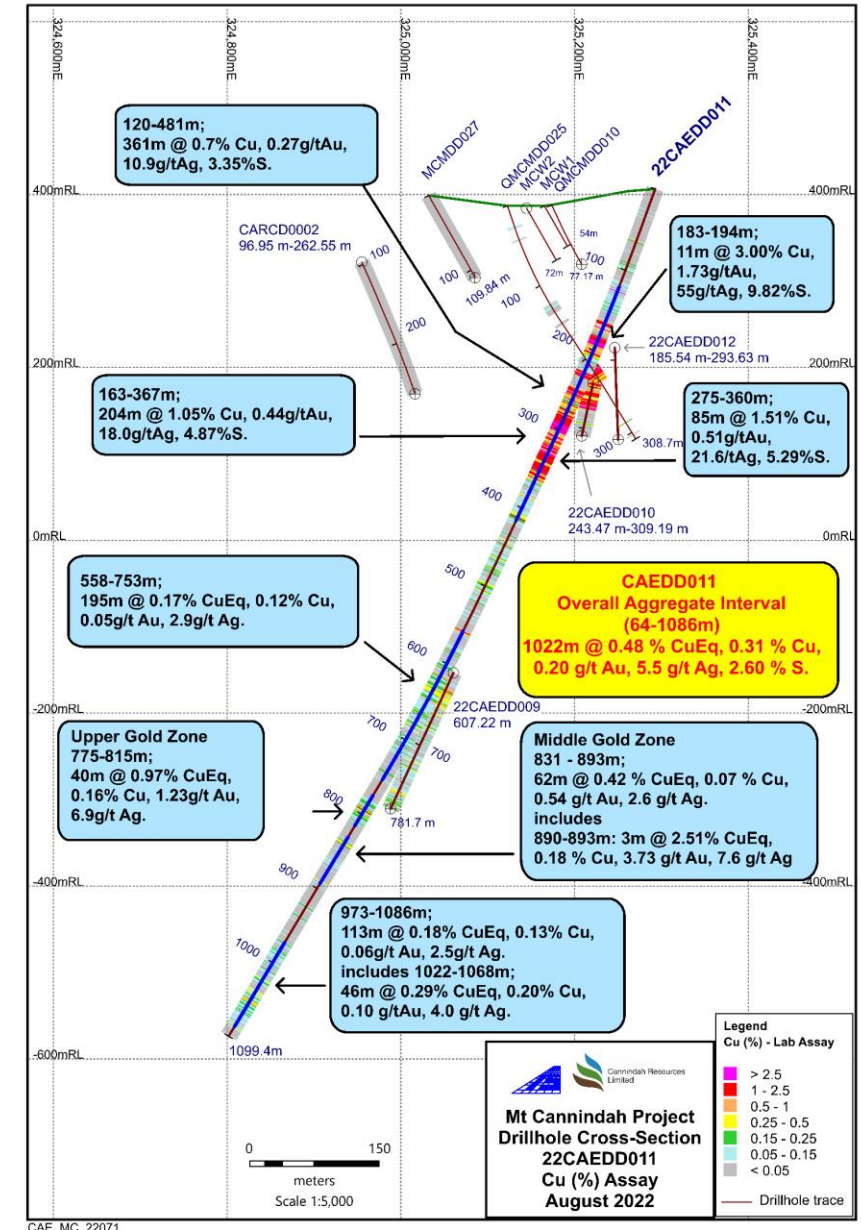 324,600mE
324,800mE
325,000mE
325,200mE
325,400mE
120-481m;
361m @ 0.7% Cu, 0.27g/tAu,
10.9g/tAg, 3.35%S.
MCMDD027
QMCMDD025
MCW2
MCW1
QMCMDD010
22CAEDD011
400mRL
400mRL
CARCD0002
96.95 m-262.55 m
100
200
100
109.84 m
54m
72m
77.17 m
100
100
200
183-194m;
11m @ 3.00% Cu,
1.73g/tAu,
55g/tAg, 9.82%S.
22CAEDD012
185.54 m-293.63 m
200mRL
200mRL
163-367m;
204m @ 1.05% Cu, 0.44g/tAu,
18.0g/tAg, 4.87%S.
300
300
308.7m
275-360m;
85m @ 1.51% Cu,
0.51g/tAu,
21.6/tAg, 5.29%S.
22CAEDD010
243.47 m-309.19 m
400
0mRL
0mRL
500
558-753m;
195m @ 0.17% CuEq, 0.12% Cu,
0.05g/t Au, 2.9g/t Ag.
CAEDD011
Overall Aggregate Interval
(64-1086m)
1022m @ 0.48 % CuEq, 0.31 % Cu,
0.20 g/t Au, 5.5 g/t Ag, 2.60 % S.
600
22CAEDD009
607.22 m
-200mRL
-200mRL
700
700
Upper Gold Zone
775-815m;
40m @ 0.97% CuEq,
0.16% Cu, 1.23g/t Au,
6.9g/t Ag.
800
781.7 m
Middle Gold Zone
831 - 893m;
62m @ 0.42 % CuEq, 0.07 % Cu,
0.54 g/t Au, 2.6 g/t Ag.
includes
890-893m: 3m @ 2.51% CuEq,
0.18 % Cu, 3.73 g/t Au, 7.6 g/t Ag
900
-400mRL
-400mRL
973-1086m;
113m @ 0.18% CuEq, 0.13% Cu,
0.06g/t Au, 2.5g/t Ag.
includes 1022-1068m;
46m @ 0.29% CuEq, 0.20% Cu,
0.10 g/tAu, 4.0 g/t Ag.
1000
1099.4m
-600mRL
0
150
meters
Scale 1:5,000
Cannindah Resources
Limited
Mt Cannindah Project
Drillhole Cross-Section
22CAEDD011
Cu (%) Assay
August 2022
Legend
Cu (%) - Lab Assay
> 2.5
1 - 2.5
0.5 - 1
0.25 - 0.5
0.15 - 0.25
0.05 - 0.15
< 0.05
Drillhole trace
CAE_MC_22071